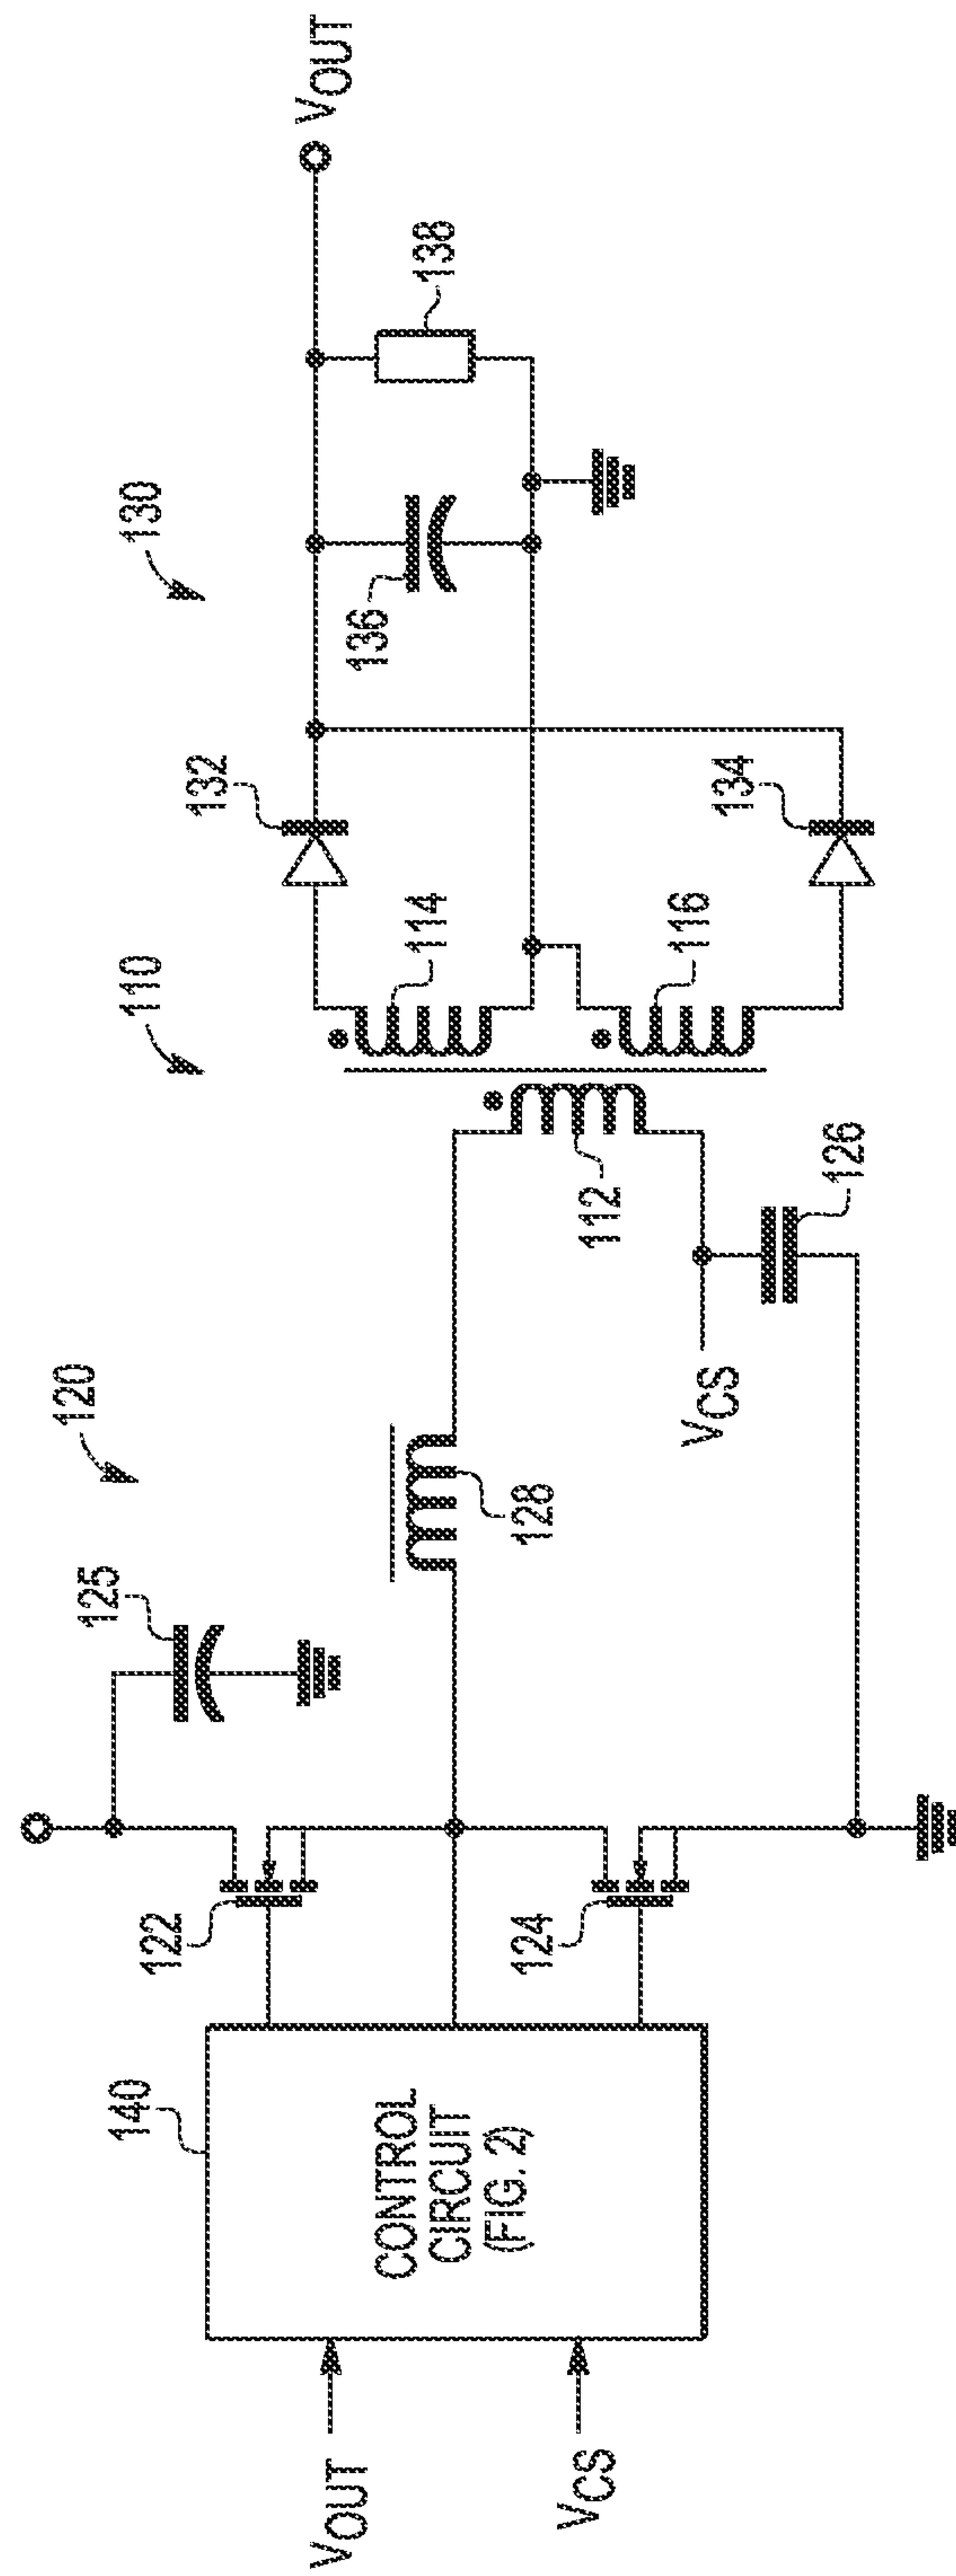 120
110
130
125
122
140
128
124
112
126
114
116
132
134
136
138
CONTROL
CIRCUIT
(FIG. 2)
VOUT
VCS
VCS
VOUT